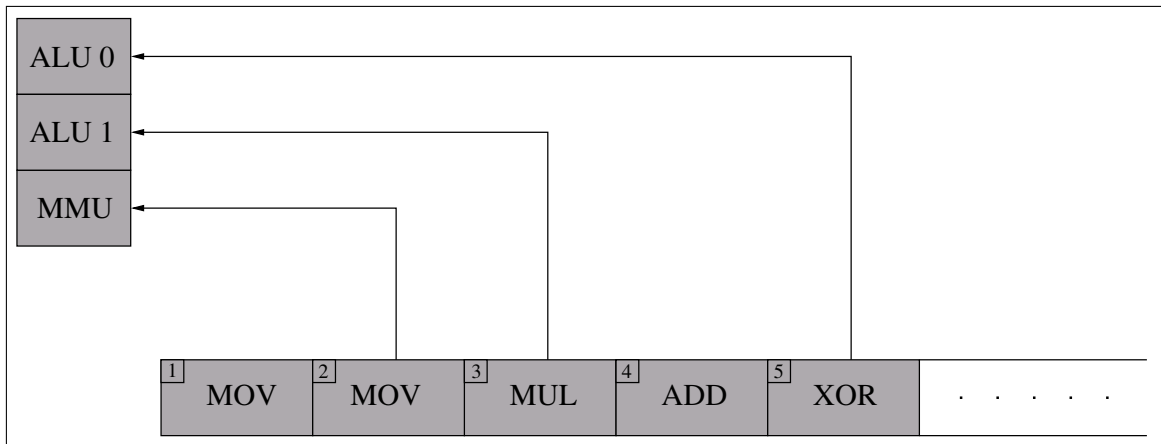 ALU 0
ALU 1
MMU
1 MOV
2 MOV
3 MUL
4 ADD
5 XOR
. . . . .